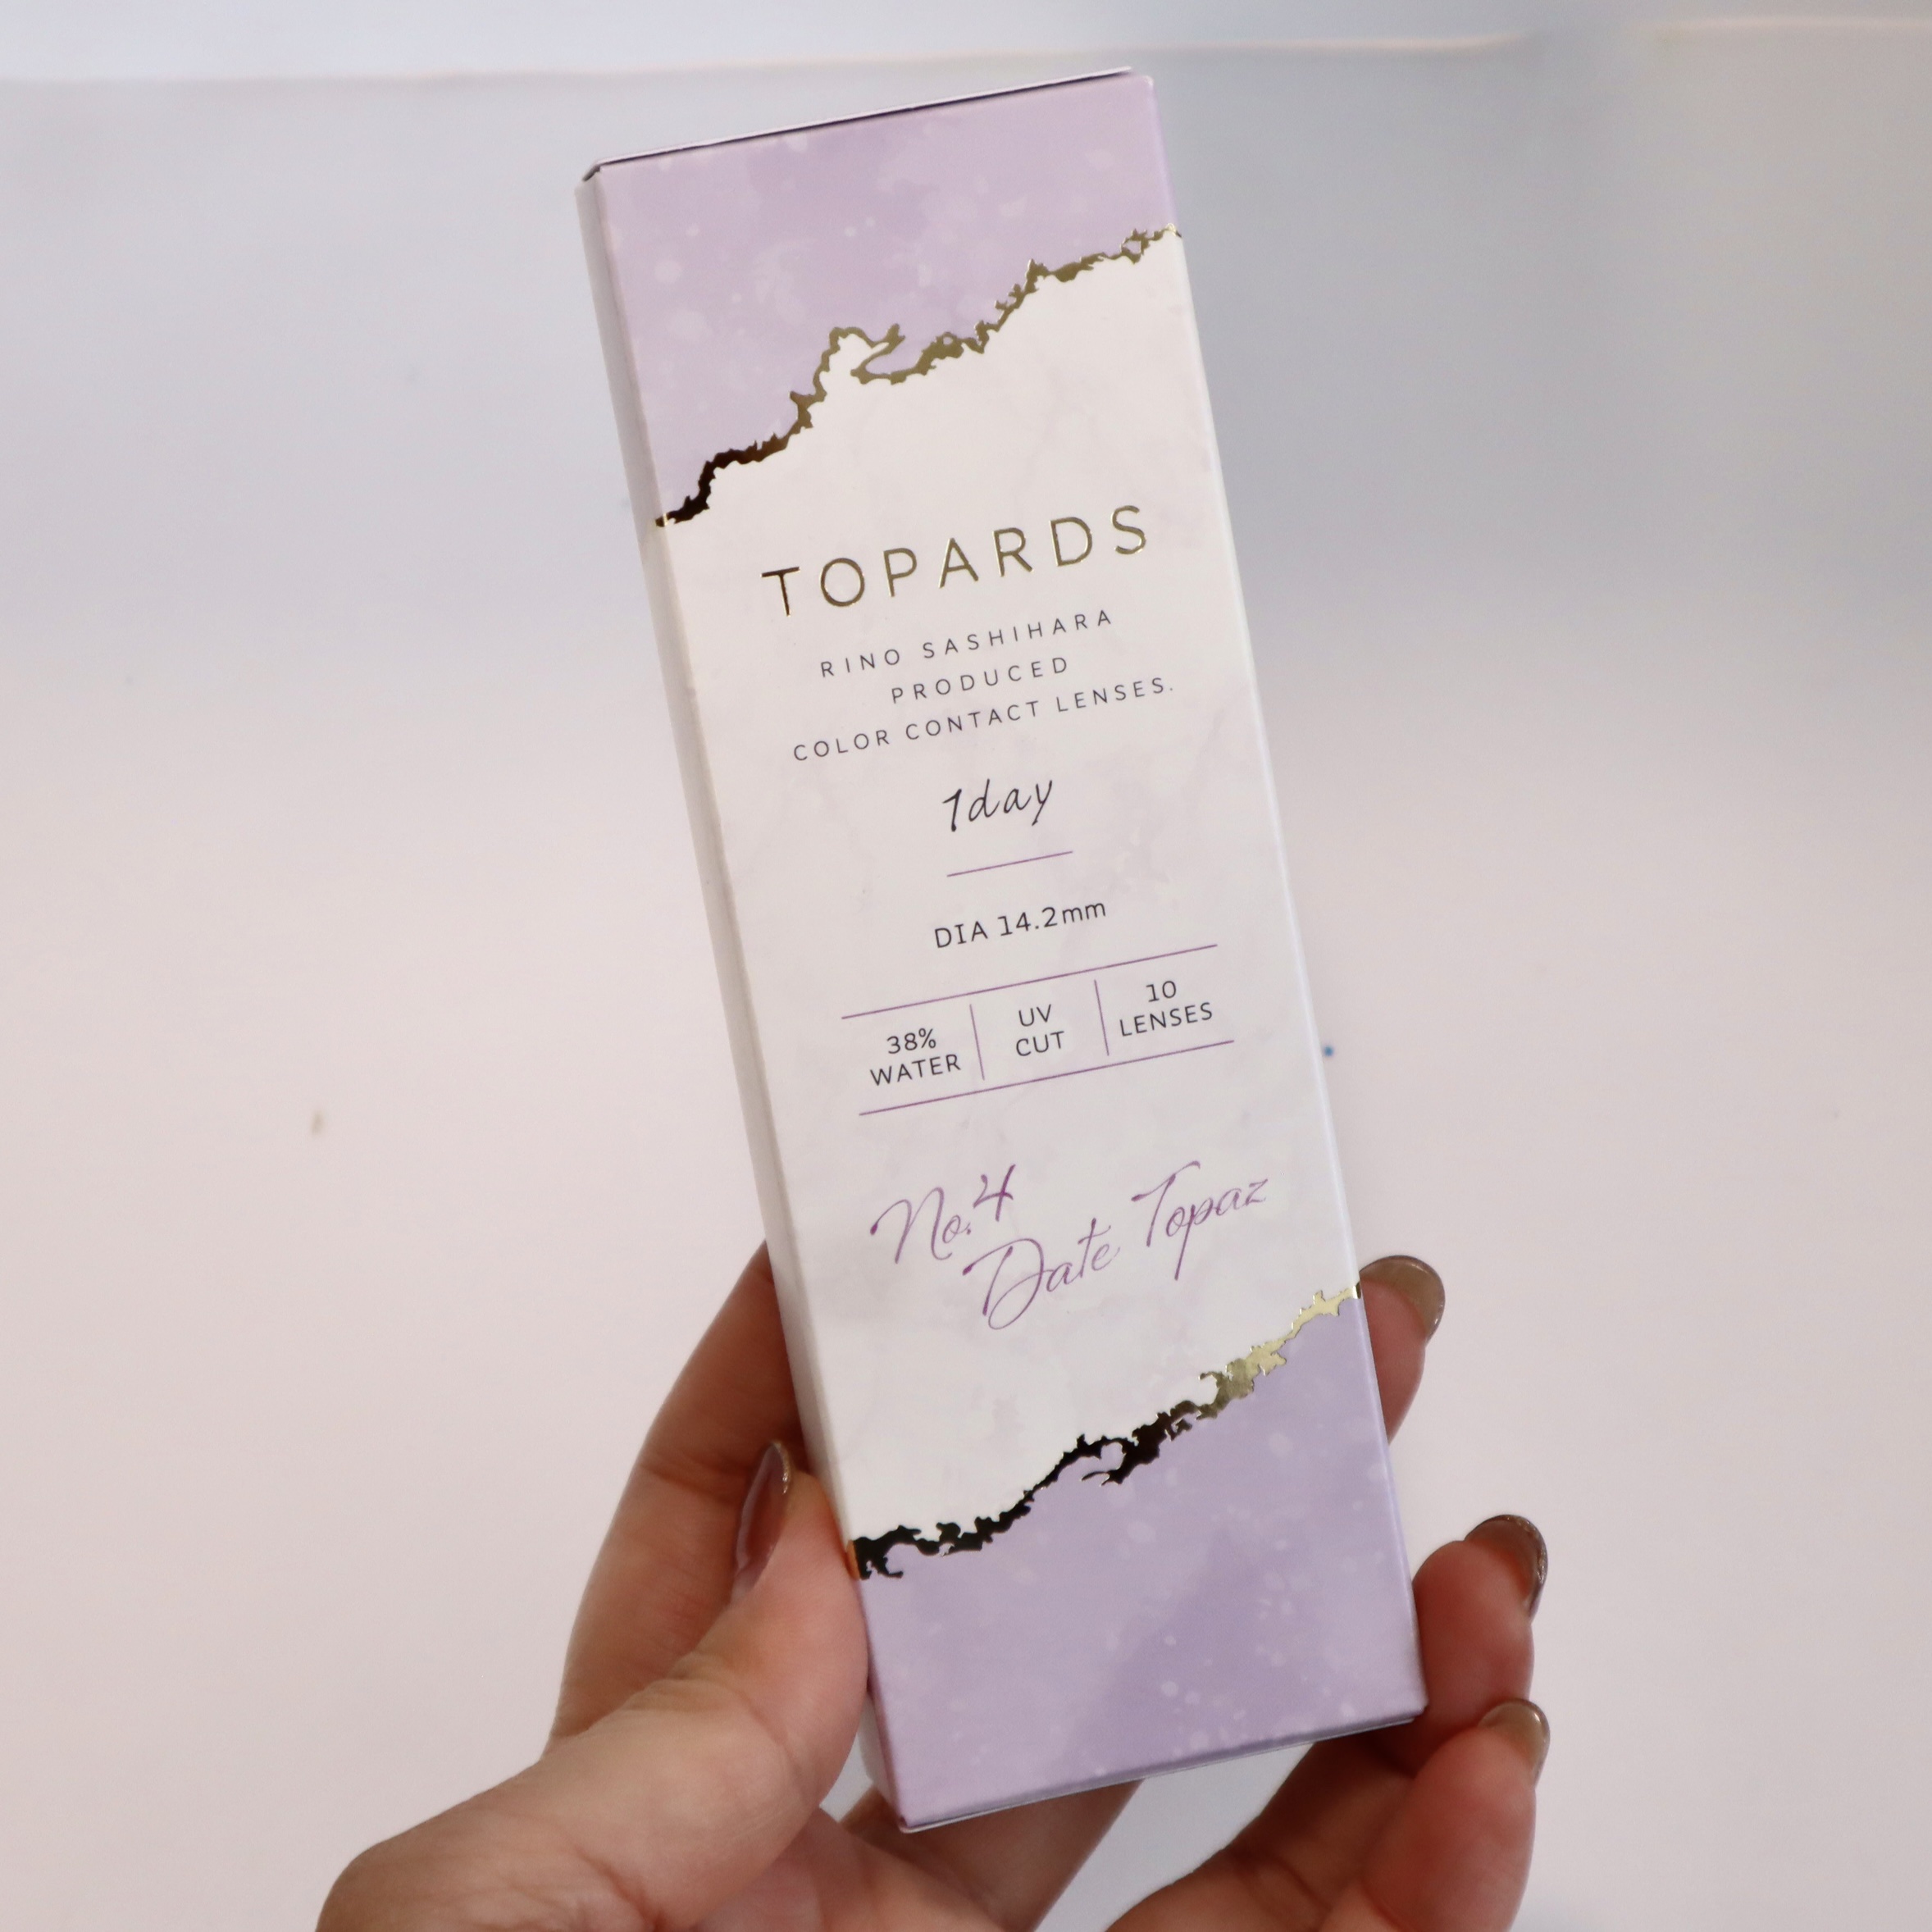 TOPARDS
RINO SASHIHARA
PRODUCED
COLOR CONTACT LENSES.
1day
DIA 14.2mm
38%
WATER
UV
CUT
10
LENSES
No.4
Date Topaz